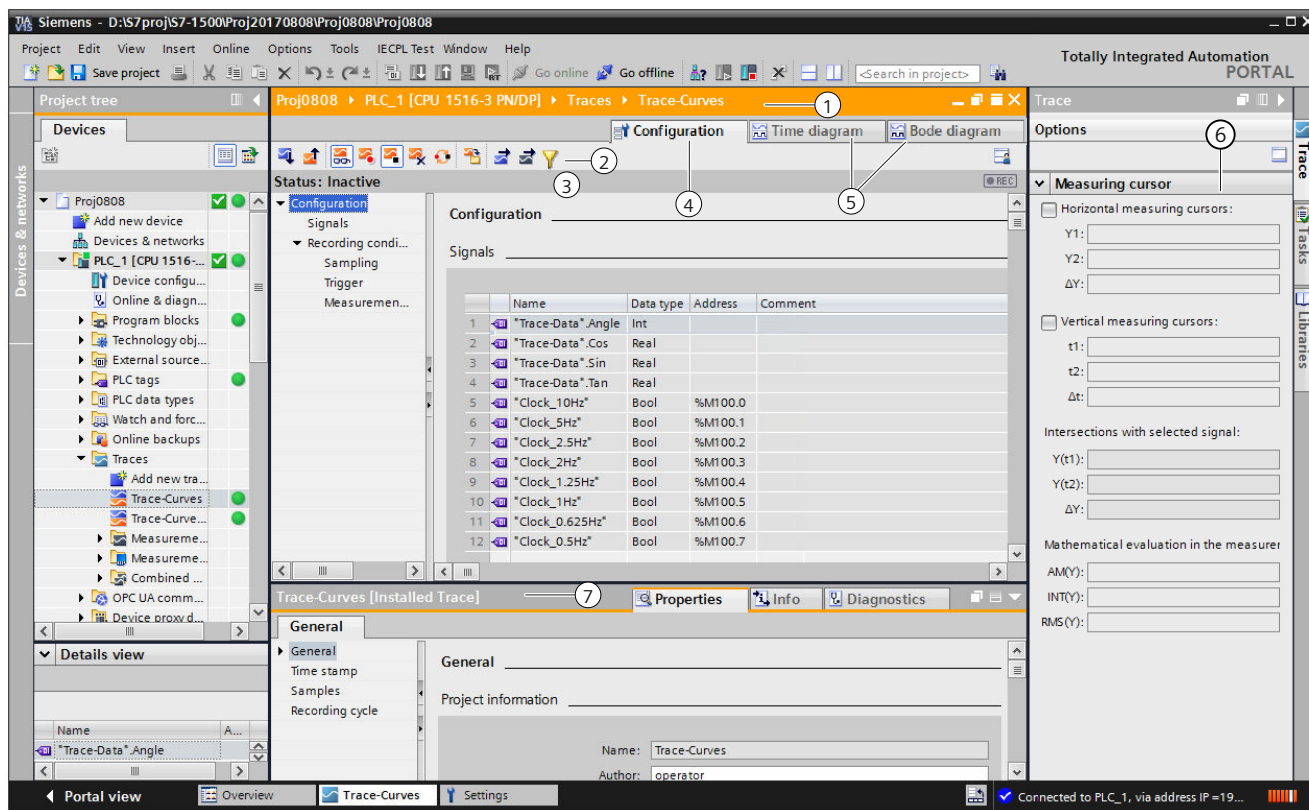 Siemens - D:\S7proj\S7-1500\Proj20170808\Proj0808\Proj0808
Project Edit View Insert Online Options Tools IECPL Test Window Help
Totally Integrated Automation
PORTAL
Save project Go online Go offline <Search in project>
Project tree
Devices
Devices & networks
Proj0808
Add new device
Devices & networks
PLC_1 [CPU 1516-...
Device configu...
Online & diagn...
Program blocks
Technology obj...
External source...
PLC tags
PLC data types
Watch and forc...
Online backups
Traces
Add new tra...
Trace-Curves
Trace-Curve...
Measureme...
Measureme...
Combined ...
OPC UA comm...
Device proxy d...
Details view
Name A...
"Trace-Data".Angle
Proj0808 PLC_1 [CPU 1516-3 PN/DP] Traces Trace-Curves
1
Configuration Time diagram Bode diagram
2
3
4
5
Status: Inactive
REC
Configuration
Signals
Recording condi...
Sampling
Trigger
Measuremen...
Configuration
Signals
Name Data type Address Comment
1 "Trace-Data".Angle Int
2 "Trace-Data".Cos Real
3 "Trace-Data".Sin Real
4 "Trace-Data".Tan Real
5 "Clock_10Hz" Bool %M100.0
6 "Clock_5Hz" Bool %M100.1
7 "Clock_2.5Hz" Bool %M100.2
8 "Clock_2Hz" Bool %M100.3
9 "Clock_1.25Hz" Bool %M100.4
10 "Clock_1Hz" Bool %M100.5
11 "Clock_0.625Hz" Bool %M100.6
12 "Clock_0.5Hz" Bool %M100.7
Trace-Curves [Installed Trace]
7
Properties Info Diagnostics
General
General
Time stamp
Samples
Recording cycle
General
Project information
Name: Trace-Curves
Author: operator
Trace
Options
6
Measuring cursor
Horizontal measuring cursors:
Y1:
Y2:
ΔY:
Vertical measuring cursors:
t1:
t2:
Δt:
Intersections with selected signal:
Y(t1):
Y(t2):
ΔY:
Mathematical evaluation in the measurer
AM(Y):
INT(Y):
RMS(Y):
Trace
Tasks
Libraries
Portal view Overview Trace-Curves Settings Connected to PLC_1, via address IP =19...